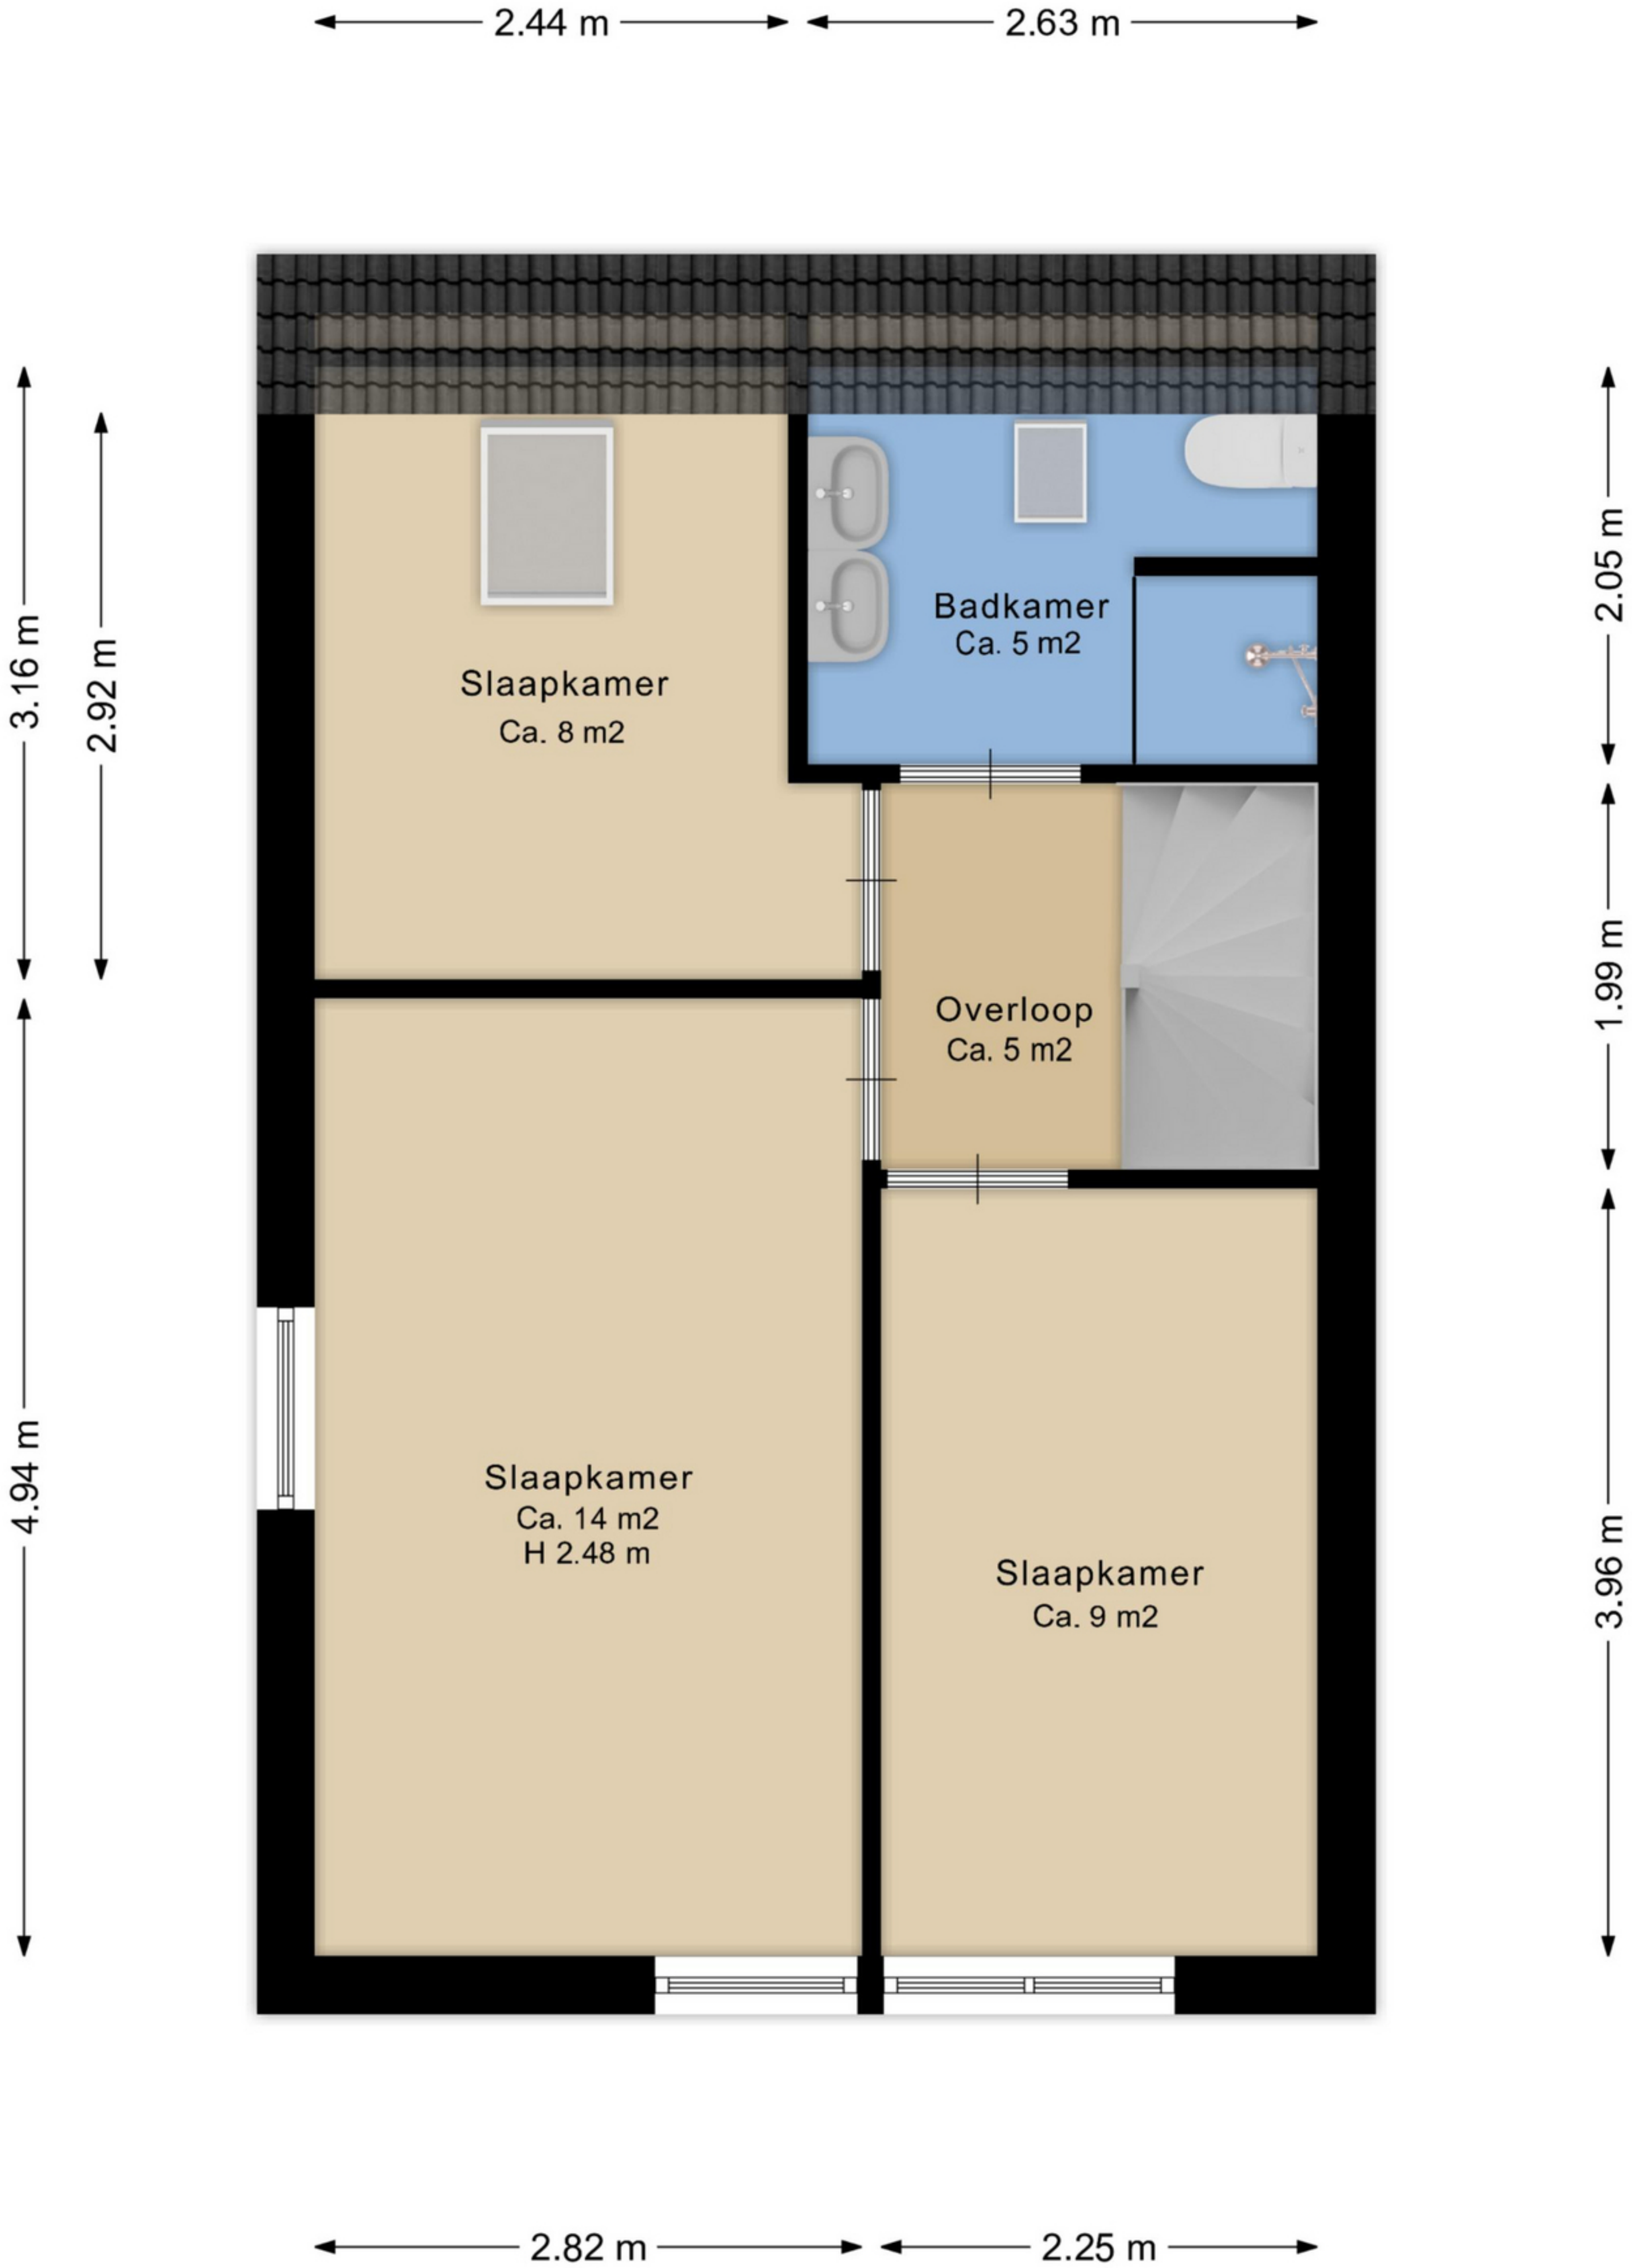 2.44 m
2.63 m
3.16 m
2.92 m
2.05 m
Badkamer
Ca. 5 m2
Slaapkamer
Ca. 8 m2
1.99 m
Overloop
Ca. 5 m2
4.94 m
Slaapkamer
Ca. 14 m2
H 2.48 m
3.96 m
Slaapkamer
Ca. 9 m2
2.82 m
2.25 m